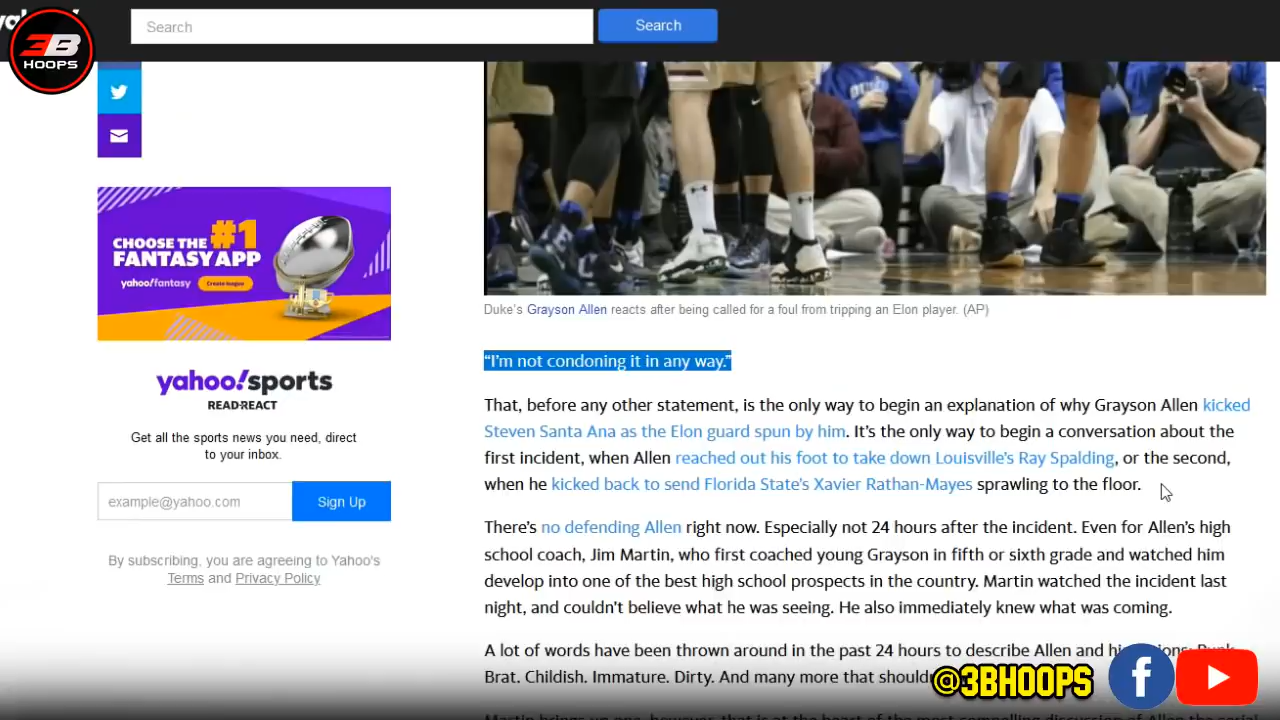 3B
HOOPS
Search
Search
CHOOSE THE #1
FANTASY APP
yahoo!fantasy
Create league
yahoo!sports
READ+REACT
Get all the sports news you need, direct
to your inbox.
example@yahoo.com
Sign Up
By subscribing, you are agreeing to Yahoo's
Terms and Privacy Policy
DUKE
Duke's Grayson Allen reacts after being called for a foul from tripping an Elon player. (AP)
“I’m not condoning it in any way.”
That, before any other statement, is the only way to begin an explanation of why Grayson Allen kicked
Steven Santa Ana as the Elon guard spun by him. It’s the only way to begin a conversation about the
first incident, when Allen reached out his foot to take down Louisville’s Ray Spalding, or the second,
when he kicked back to send Florida State’s Xavier Rathan-Mayes sprawling to the floor.
There’s no defending Allen right now. Especially not 24 hours after the incident. Even for Allen’s high
school coach, Jim Martin, who first coached young Grayson in fifth or sixth grade and watched him
develop into one of the best high school prospects in the country. Martin watched the incident last
night, and couldn’t believe what he was seeing. He also immediately knew what was coming.
A lot of words have been thrown around in the past 24 hours to describe Allen and his
Brat. Childish. Immature. Dirty. And many more that should
@3BHOOPS